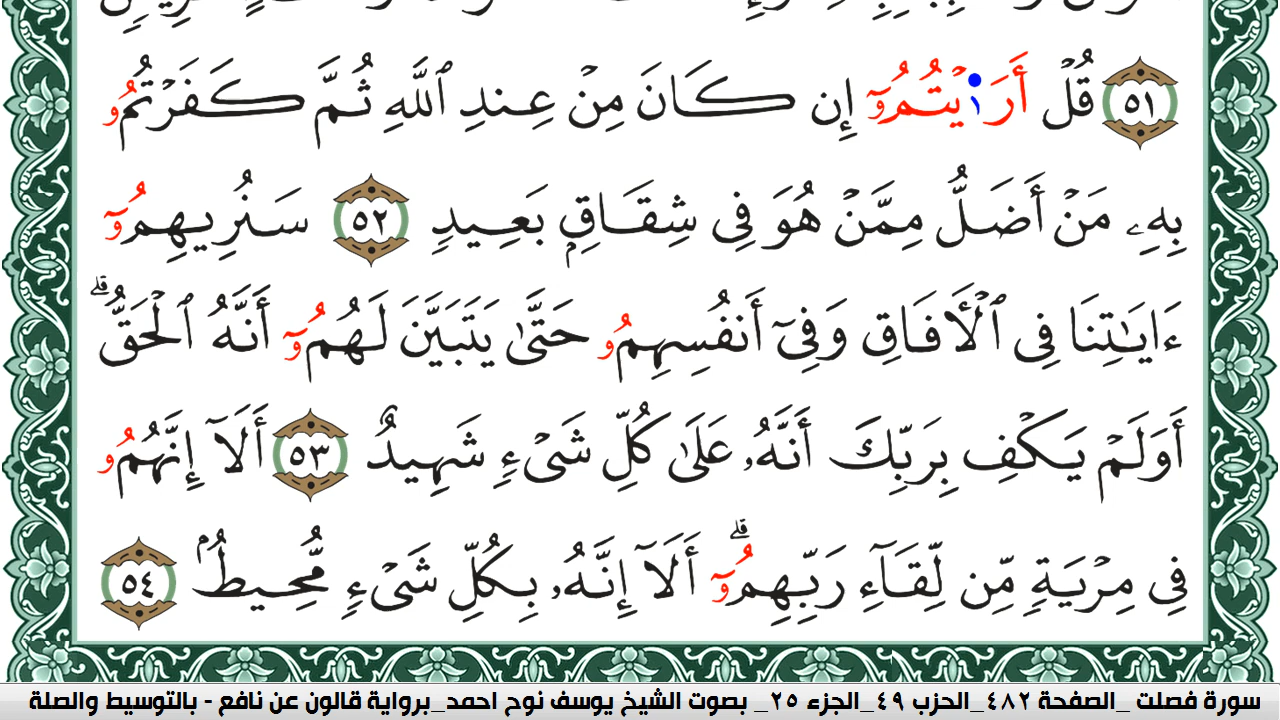 ٥١ قُلْ أَرَٰ۬يْتُمُۥٓ إِن كَانَ مِنْ عِندِ ٱللَّهِ ثُمَّ كَفَرْتُمُۥ
بِهِۦ مَنْ أَضَلُّ مِمَّنْ هُوَ فِى شِقَاقِۢ بَعِيدٍ ٥٢ سَنُرِيهِمُۥٓ
ءَايَٰتِنَا فِى ٱلْأٓفَاقِ وَفِىٓ أَنفُسِهِمُۥ حَتَّىٰ يَتَبَيَّنَ لَهُمُۥٓ أَنَّهُ ٱلْحَقُّ ۗ
أَوَلَمْ يَكْفِ بِرَبِّكَ أَنَّهُۥ عَلَىٰ كُلِّ شَىْءٍ شَهِيدٌ ٥٣ أَلَآ إِنَّهُمُۥ
فِى مِرْيَةٍ مِّن لِّقَآءِ رَبِّهِمُۥٓ ۗ أَلَآ إِنَّهُۥ بِكُلِّ شَىْءٍ مُّحِيطُۢ ٥٤
سورة فصلت _الصفحة ٤٨٢_الحزب ٤٩_الجزء ٢٥_ بصوت الشيخ يوسف نوح احمد_برواية قالون عن نافع - بالتوسيط والصلة